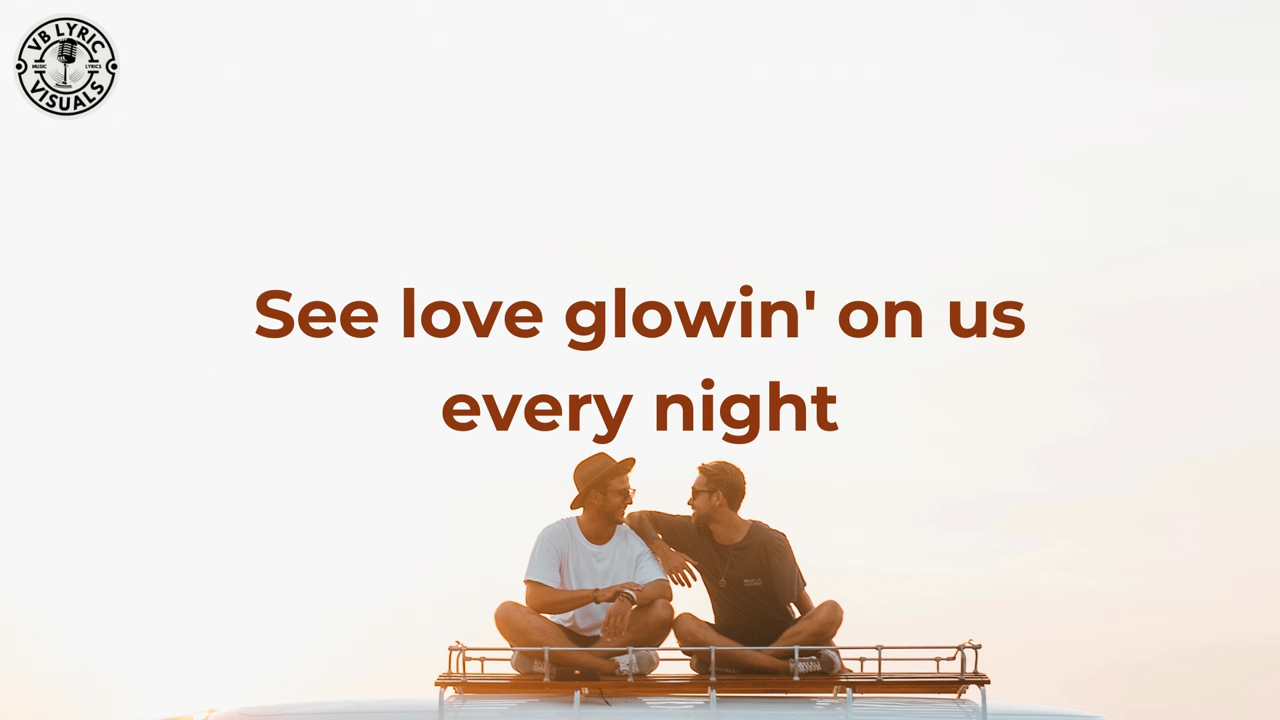 VB LYRIC
MUSIC LYRICS
VISUALS
See love glowin' on us
every night